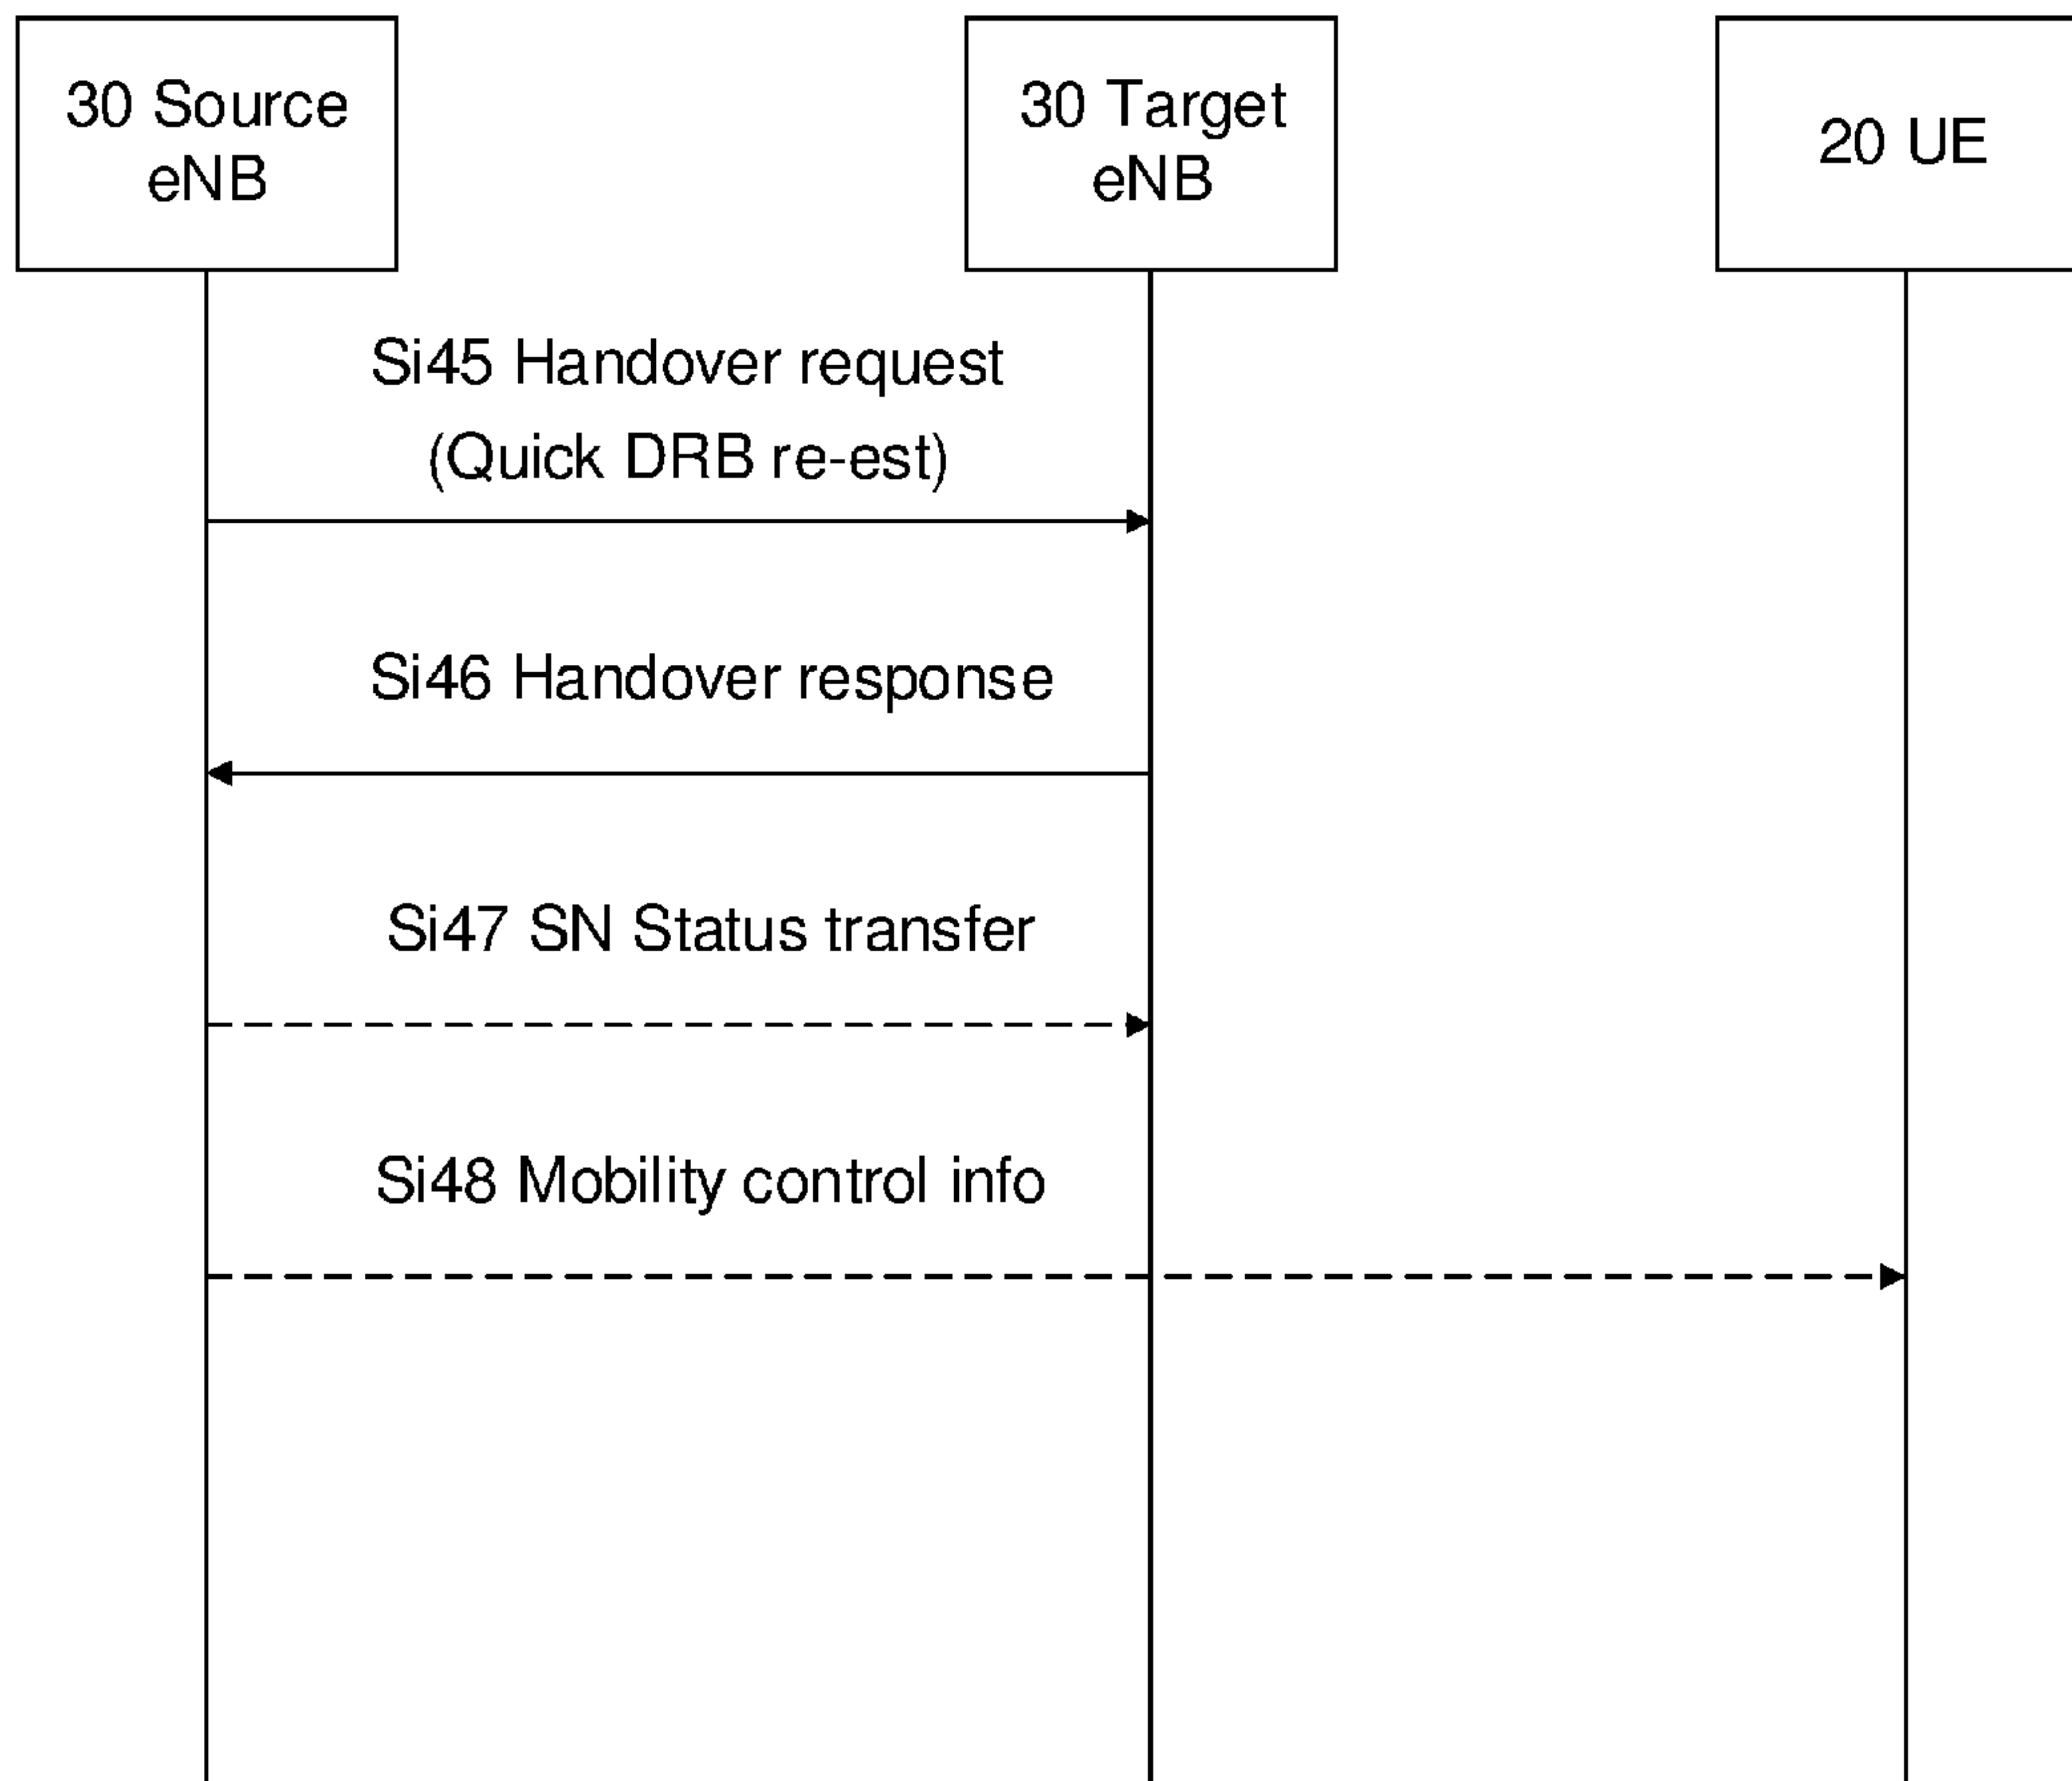 30 Source
eNB
30 Target
eNB
20 UE
Si45 Handover request
(Quick DRB re-est)
Si46 Handover response
Si47 SN Status transfer
Si48 Mobility control info